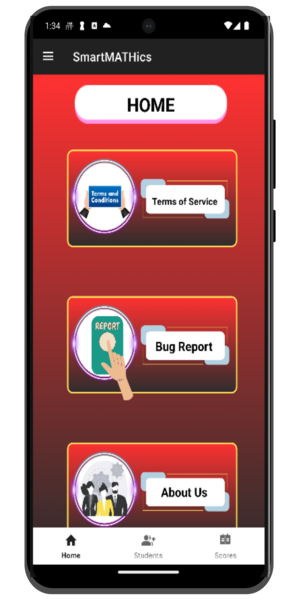 1:34
SmartMATHics
HOME
Terms and
Conditions
Terms of Service
REPORT
Bug Report
About Us
Home Students Scores